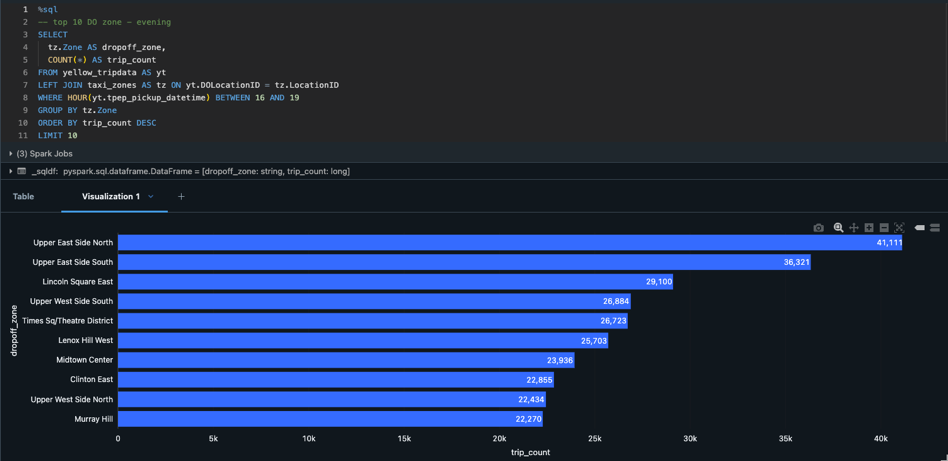 1 %sql
2 -- top 10 DO zone - evening
3 SELECT
4 tz.Zone AS dropoff_zone,
5 COUNT(*) AS trip_count
6 FROM yellow_tripdata AS yt
7 LEFT JOIN taxi_zones AS tz ON yt.DOLocationID = tz.LocationID
8 WHERE HOUR(yt.tpep_pickup_datetime) BETWEEN 16 AND 19
9 GROUP BY tz.Zone
10 ORDER BY trip_count DESC
11 LIMIT 10
(3) Spark Jobs
_sqldf: pyspark.sql.dataframe.DataFrame = [dropoff_zone: string, trip_count: long]
Table Visualization 1 +
Upper East Side North 41,111
Upper East Side South 36,321
Lincoln Square East 29,100
Upper West Side South 26,884
Times Sq/Theatre District 26,723
Lenox Hill West 25,703
Midtown Center 23,936
Clinton East 22,855
Upper West Side North 22,434
Murray Hill 22,270
dropoff_zone
0 5k 10k 15k 20k 25k 30k 35k 40k
trip_count